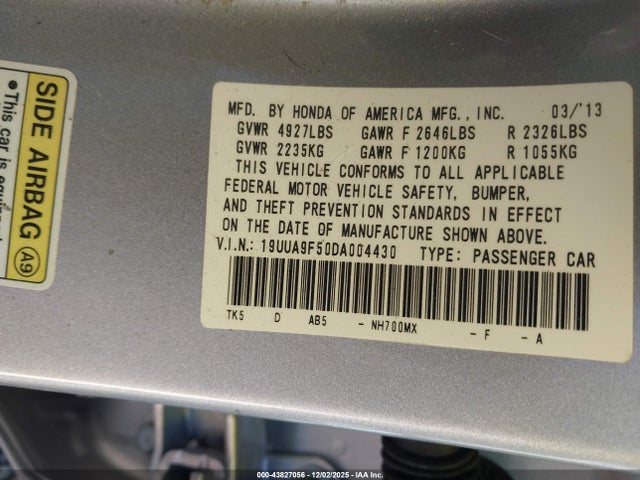 SIDE AIRBAG A9
• This car is equipped
MFD. BY HONDA OF AMERICA MFG., INC. 03/'13
GVWR 4927LBS GAWR F 2646LBS R 2326LBS
GVWR 2235KG GAWR F 1200KG R 1055KG
THIS VEHICLE CONFORMS TO ALL APPLICABLE
FEDERAL MOTOR VEHICLE SAFETY, BUMPER,
AND THEFT PREVENTION STANDARDS IN EFFECT
ON THE DATE OF MANUFACTURE SHOWN ABOVE.
V.I.N.: 19UUA9F50DA004430 TYPE: PASSENGER CAR
TK5 D AB5 - NH700MX - F - A
000-43827056 - 12/02/2025 - IAA Inc.